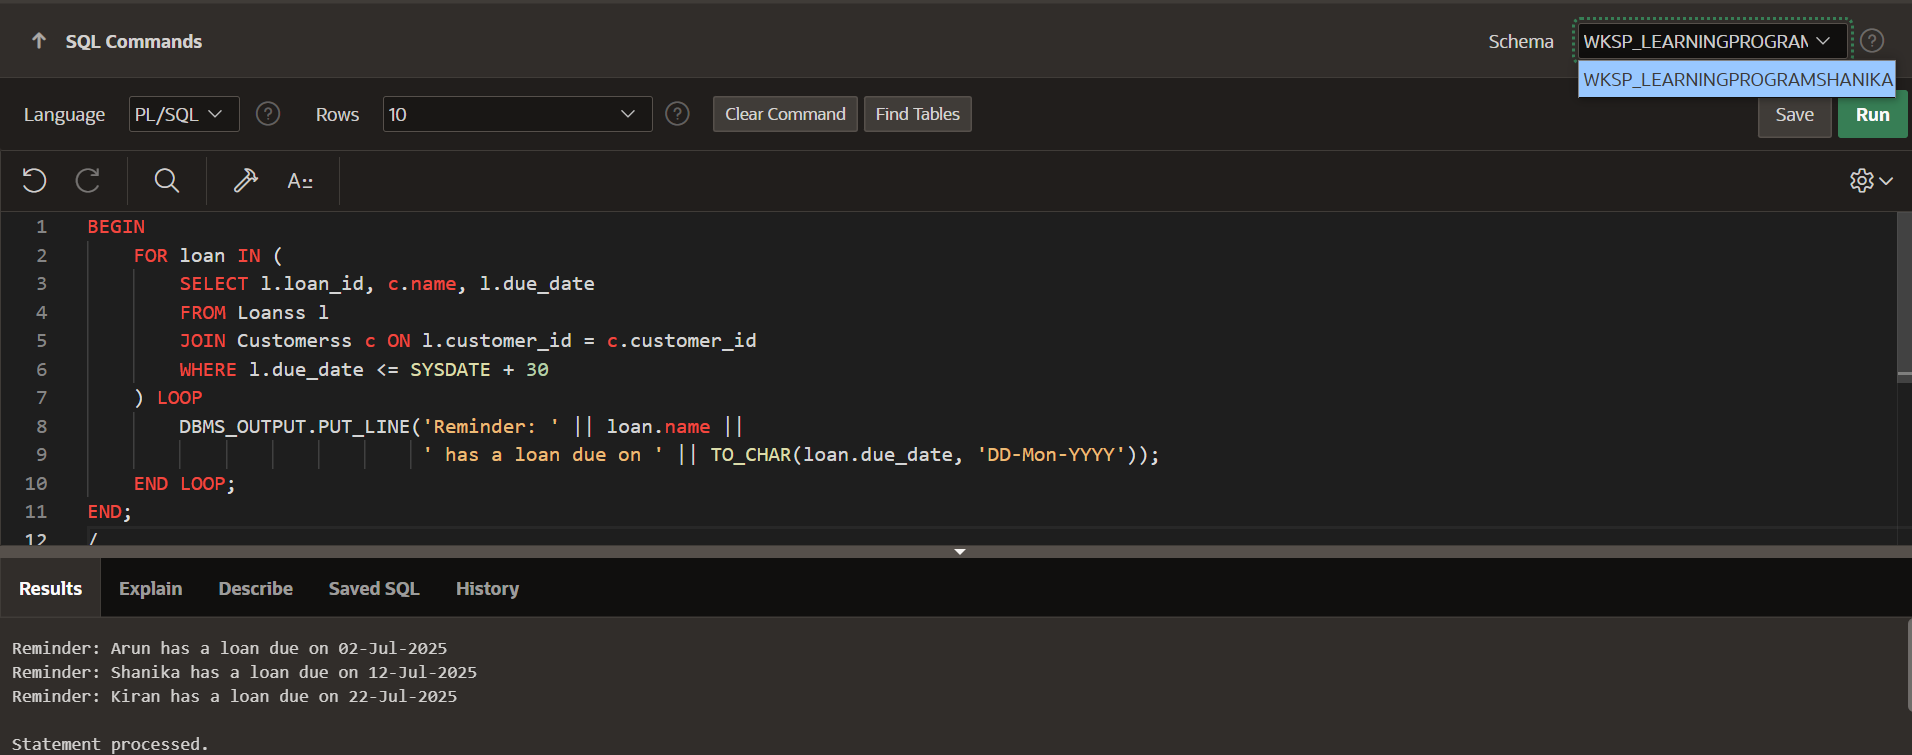 SQL Commands
Schema
WKSP_LEARNINGPROGRAM
WKSP_LEARNINGPROGRAMSHANIKA
Language PL/SQL Rows 10 Clear Command Find Tables Save Run
A::
1 BEGIN
2     FOR loan IN (
3         SELECT l.loan_id, c.name, l.due_date
4         FROM Loanss l
5         JOIN Customerss c ON l.customer_id = c.customer_id
6         WHERE l.due_date <= SYSDATE + 30
7     ) LOOP
8         DBMS_OUTPUT.PUT_LINE('Reminder: ' || loan.name ||
9                              ' has a loan due on ' || TO_CHAR(loan.due_date, 'DD-Mon-YYYY'));
10     END LOOP;
11 END;
12 /
Results Explain Describe Saved SQL History
Reminder: Arun has a loan due on 02-Jul-2025
Reminder: Shanika has a loan due on 12-Jul-2025
Reminder: Kiran has a loan due on 22-Jul-2025
Statement processed.